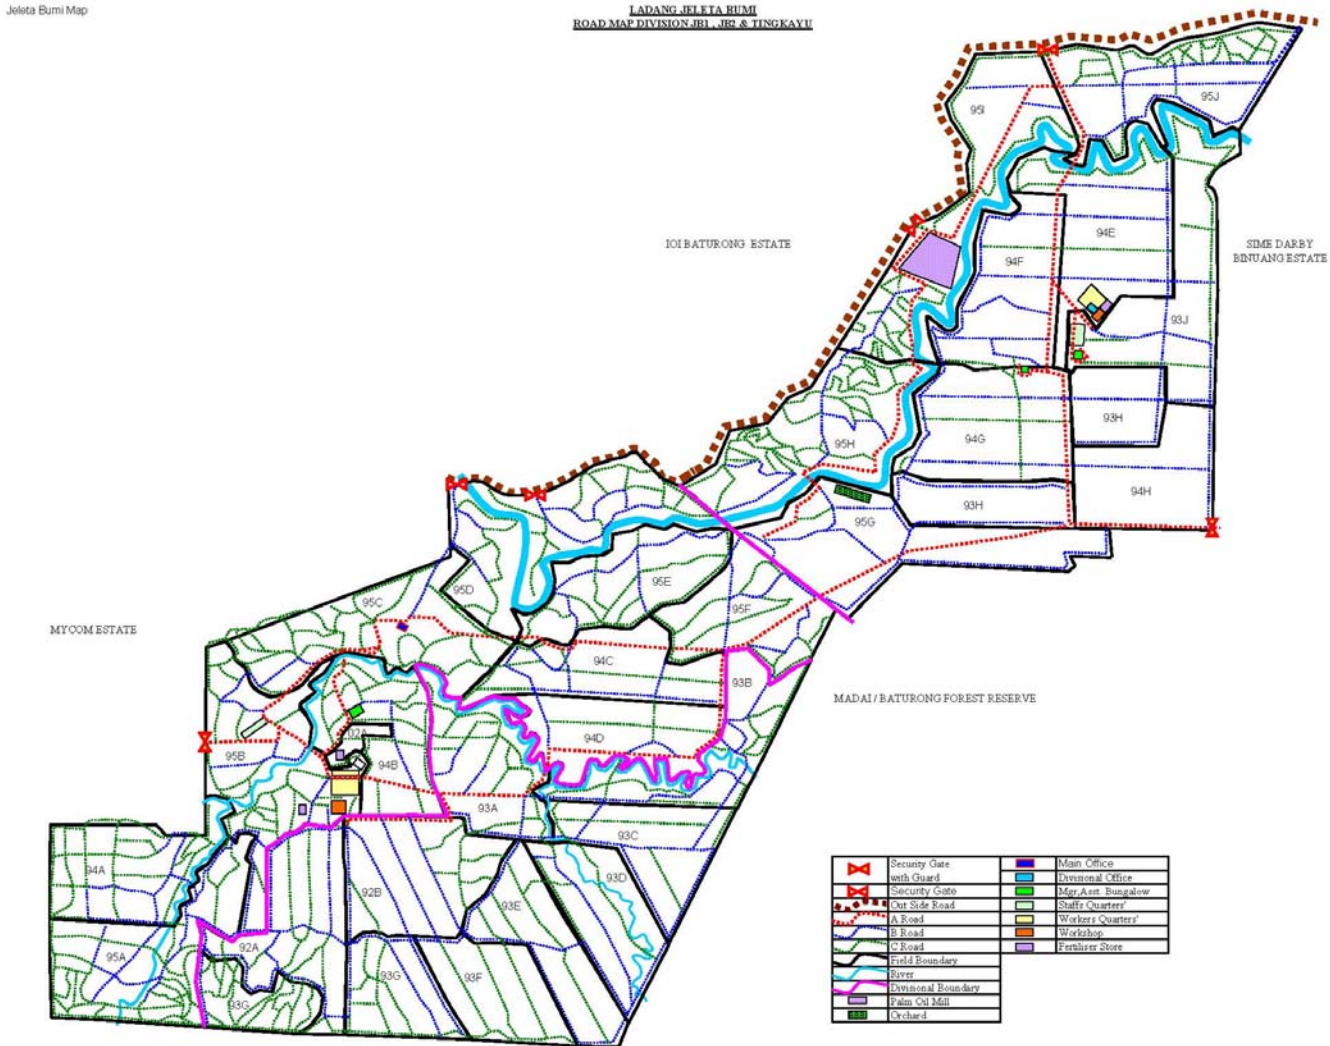 Jeleta Bumi Map
LADANG JELETA BUMI
ROAD MAP DIVISION JB1 , JB2 & TINGKAYU
95J
95I
IOI BATURONG ESTATE
94E
SIME DARBY
BINUANG ESTATE
94F
93J
93H
95H
94G
94H
93H
95G
95E
95D
95C
95F
MYCOM ESTATE
94C
93B
MADAI / BATURONG FOREST RESERVE
02A
94D
95B
94B
93A
93C
94A
93D
92B
93E
92A
95A
93G
93F
93G
Security Gate
with Guard
Security Gate
Out Side Road
A Road
B Road
C Road
Field Boundary
River
Divisional Boundary
Palm Oil Mill
Orchard
Main Office
Divisional Office
Mgr,Asst. Bungalow
Staffs Quarters'
Workers Quarters'
Workshop
Fertiliser Store